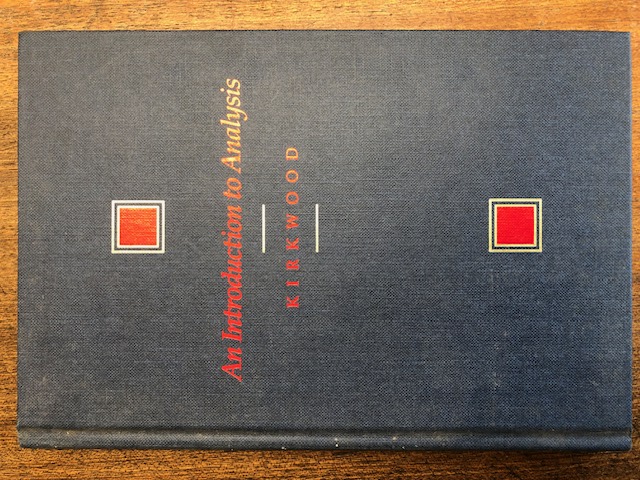 An Introduction to Analysis
KIRKWOOD